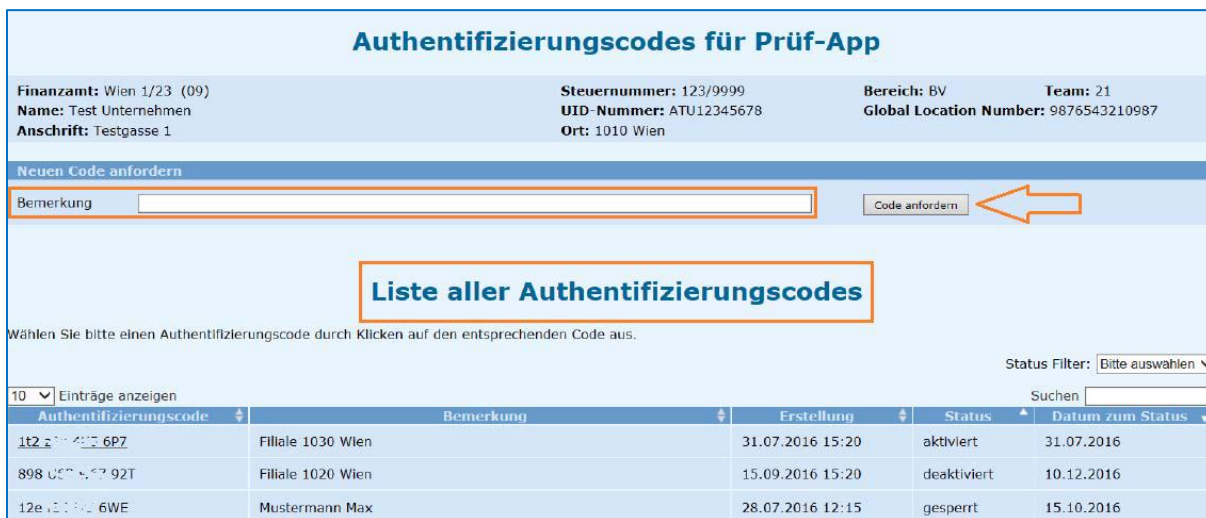 Authentifizierungscodes für Prüf-App
Finanzamt: Wien 1/23 (09) Steuernummer: 123/9999 Bereich: BV Team: 21
Name: Test Unternehmen UID-Nummer: ATU12345678 Global Location Number: 9876543210987
Anschrift: Testgasse 1 Ort: 1010 Wien
Neuen Code anfordern
Bemerkung Code anfordern
Liste aller Authentifizierungscodes
Wählen Sie bitte einen Authentifizierungscode durch Klicken auf den entsprechenden Code aus.
Status Filter: Bitte auswählen
10 Einträge anzeigen Suchen
Authentifizierungscode Bemerkung Erstellung Status Datum zum Status
1t2 6P7 Filiale 1030 Wien 31.07.2016 15:20 aktiviert 31.07.2016
898 92T Filiale 1020 Wien 15.09.2016 15:20 deaktiviert 10.12.2016
12e 6WE Mustermann Max 28.07.2016 12:15 gesperrt 15.10.2016